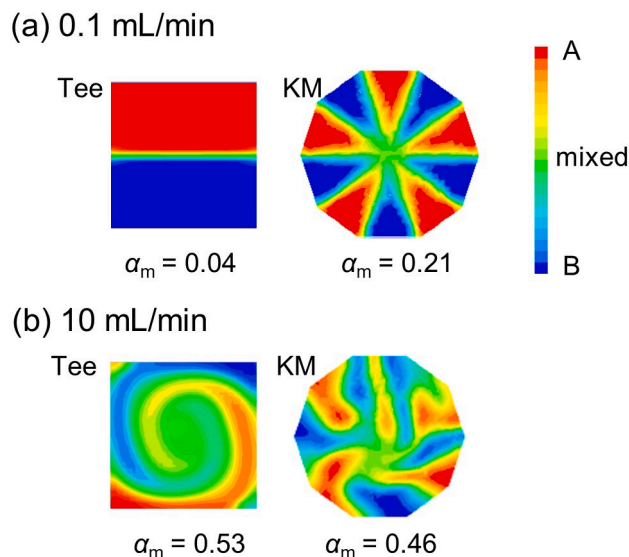 (a) 0.1 mL/min
Tee
KM
A
mixed
B
αm = 0.04
αm = 0.21
(b) 10 mL/min
Tee
KM
αm = 0.53
αm = 0.46